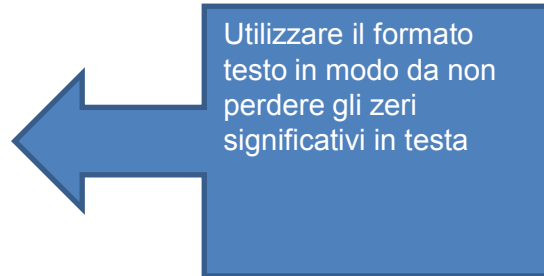 Utilizzare il formato
testo in modo da non
perdere gli zeri
significativi in testa